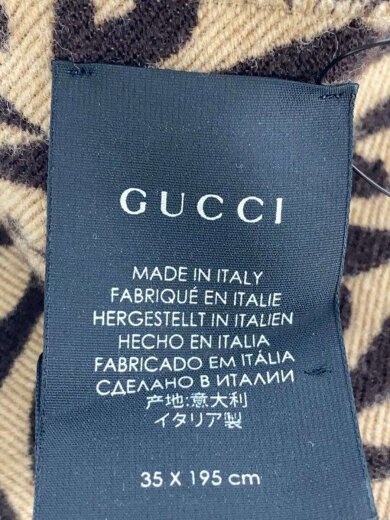 GUCCI
MADE IN ITALY
FABRIQUÉ EN ITALIE
HERGESTELLT IN ITALIEN
HECHO EN ITALIA
FABRICADO EM ITÁLIA
СДЕЛАНО В ИТАЛИИ
产地:意大利
イタリア製
35 X 195 cm